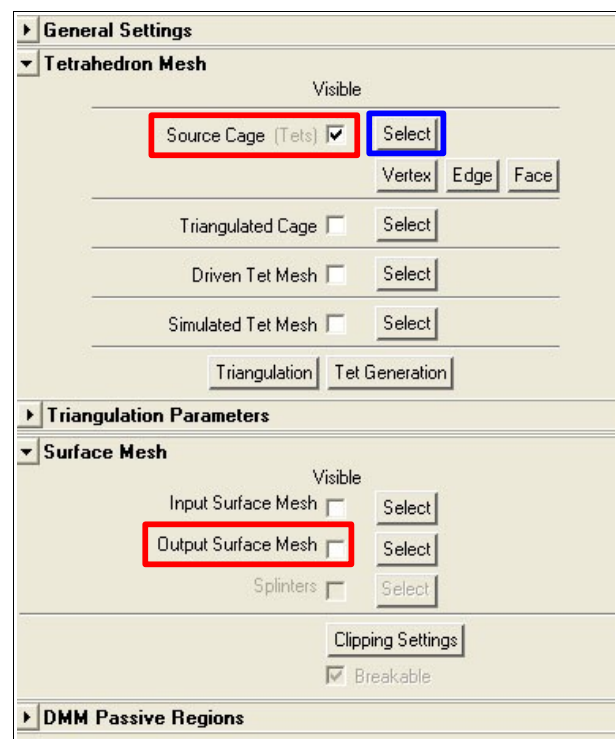 General Settings
Tetrahedron Mesh
Visible
Source Cage (Tets) Select
Vertex Edge Face
Triangulated Cage Select
Driven Tet Mesh Select
Simulated Tet Mesh Select
Triangulation Tet Generation
Triangulation Parameters
Surface Mesh
Visible
Input Surface Mesh Select
Output Surface Mesh Select
Splinters Select
Clipping Settings
Breakable
DMM Passive Regions